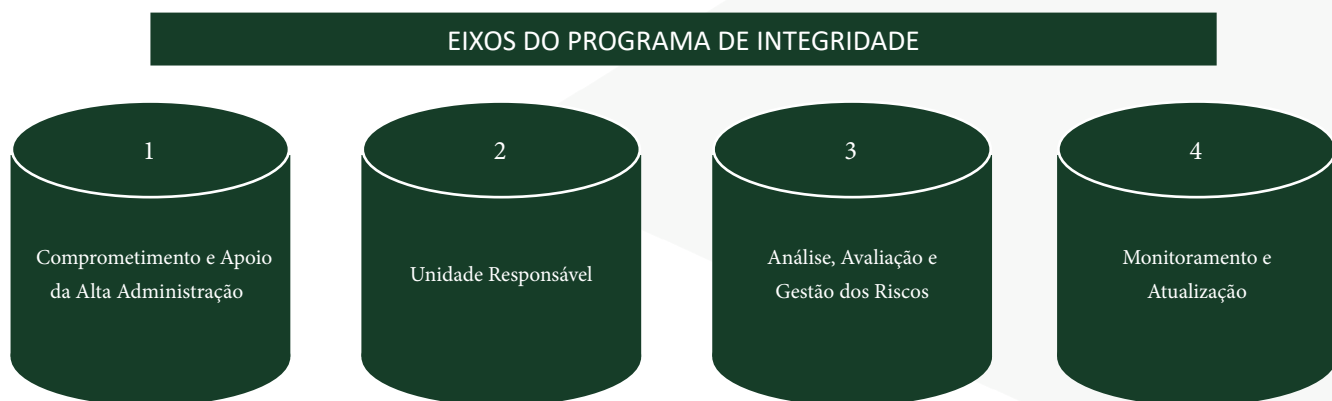 EIXOS DO PROGRAMA DE INTEGRIDADE
1
Comprometimento e Apoio
da Alta Administração
2
Unidade Responsável
3
Análise, Avaliação e
Gestão dos Riscos
4
Monitoramento e
Atualização